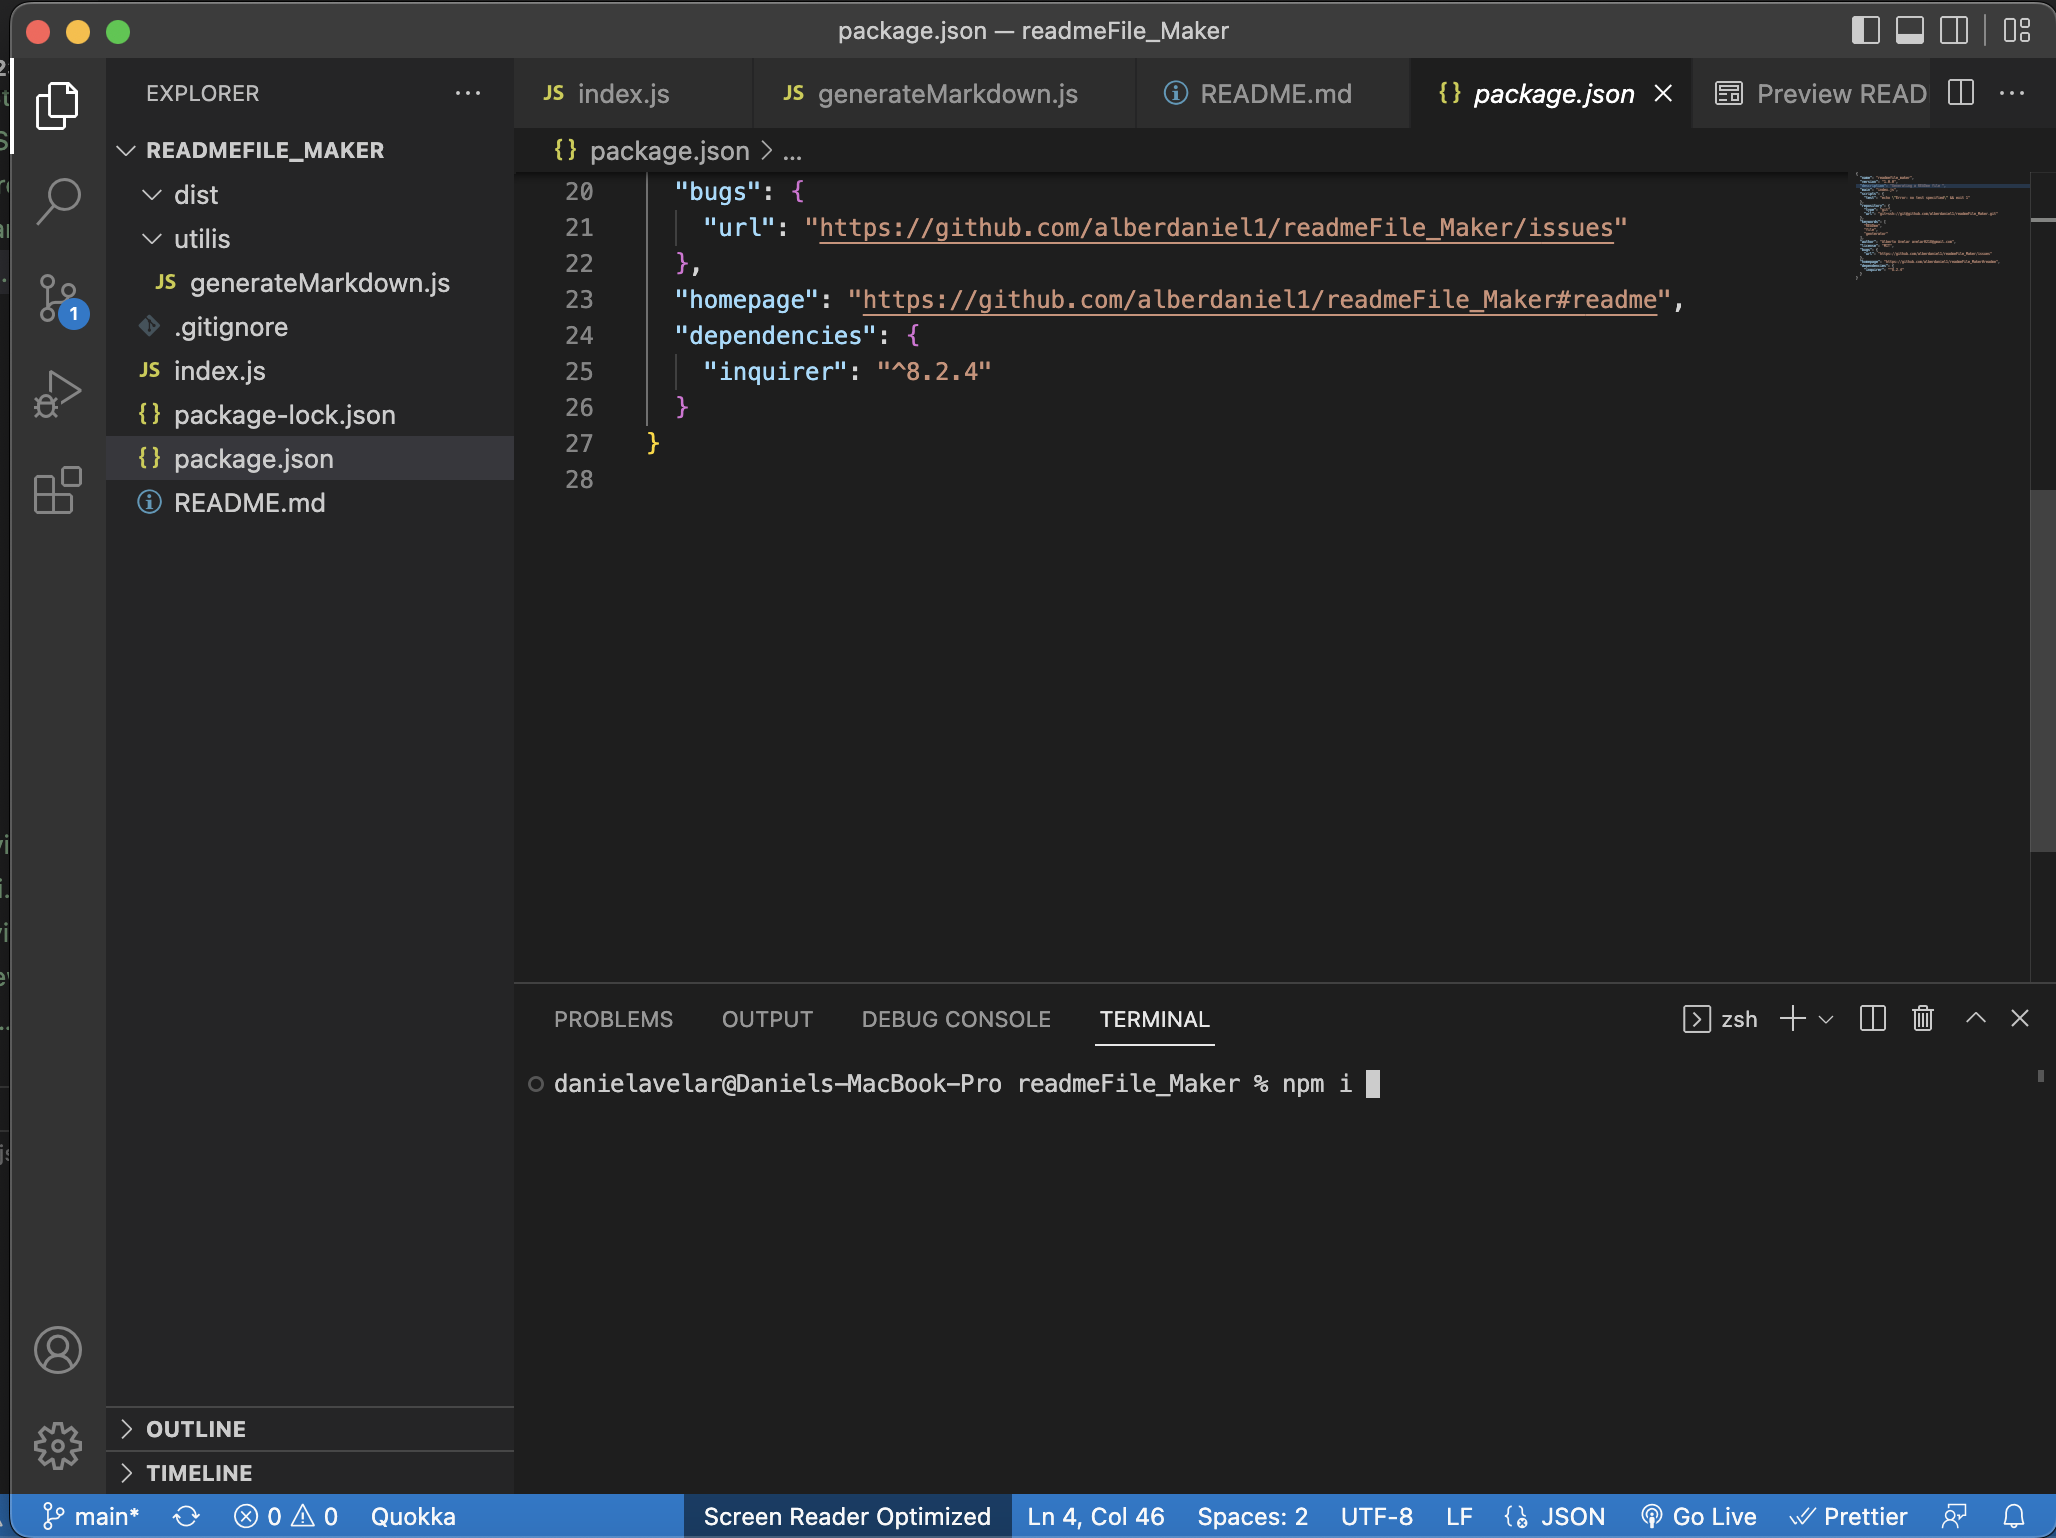 package.json — readmeFile_Maker
EXPLORER
READMEFILE_MAKER
dist
utilis
JS generateMarkdown.js
.gitignore
JS index.js
{} package-lock.json
{} package.json
README.md
OUTLINE
TIMELINE
JS index.js
JS generateMarkdown.js
README.md
{} package.json
Preview READ
{} package.json > ...
20 "bugs": {
21 "url": "https://github.com/alberdaniel1/readmeFile_Maker/issues"
22 },
23 "homepage": "https://github.com/alberdaniel1/readmeFile_Maker#readme",
24 "dependencies": {
25 "inquirer": "^8.2.4"
26 }
27 }
28
PROBLEMS OUTPUT DEBUG CONSOLE TERMINAL
zsh
danielavelar@Daniels-MacBook-Pro readmeFile_Maker % npm i
1
main* 0 0 Quokka Screen Reader Optimized Ln 4, Col 46 Spaces: 2 UTF-8 LF {} JSON Go Live Prettier